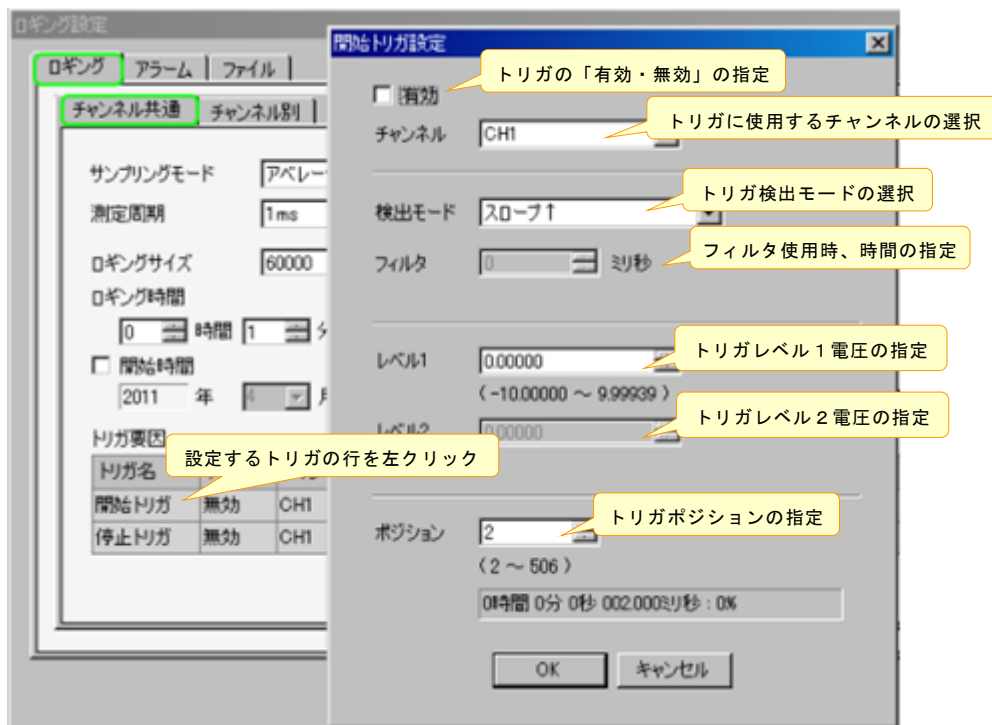 ロギング設定
ロギング アラーム ファイル
チャンネル共通 チャンネル別
サンプリングモード アベレー
測定周期 1ms
ロギングサイズ 60000
ロギング時間
0 時間 1
開始時間
2011 年 4
トリガ要因
設定するトリガの行を左クリック
トリガ名
開始トリガ 無効 CH1
停止トリガ 無効 CH1
開始トリガ設定
トリガの「有効・無効」の指定
有効
トリガに使用するチャンネルの選択
チャンネル CH1
トリガ検出モードの選択
検出モード スロープ↑
フィルタ使用時、時間の指定
フィルタ 0 ミリ秒
トリガレベル1電圧の指定
レベル1 0.00000
(-10.00000 ~ 9.99939)
トリガレベル2電圧の指定
レベル2 0.00000
トリガポジションの指定
ポジション 2
(2 ~ 506)
0時間 0分 0秒 002.000ミリ秒 : 0%
OK キャンセル